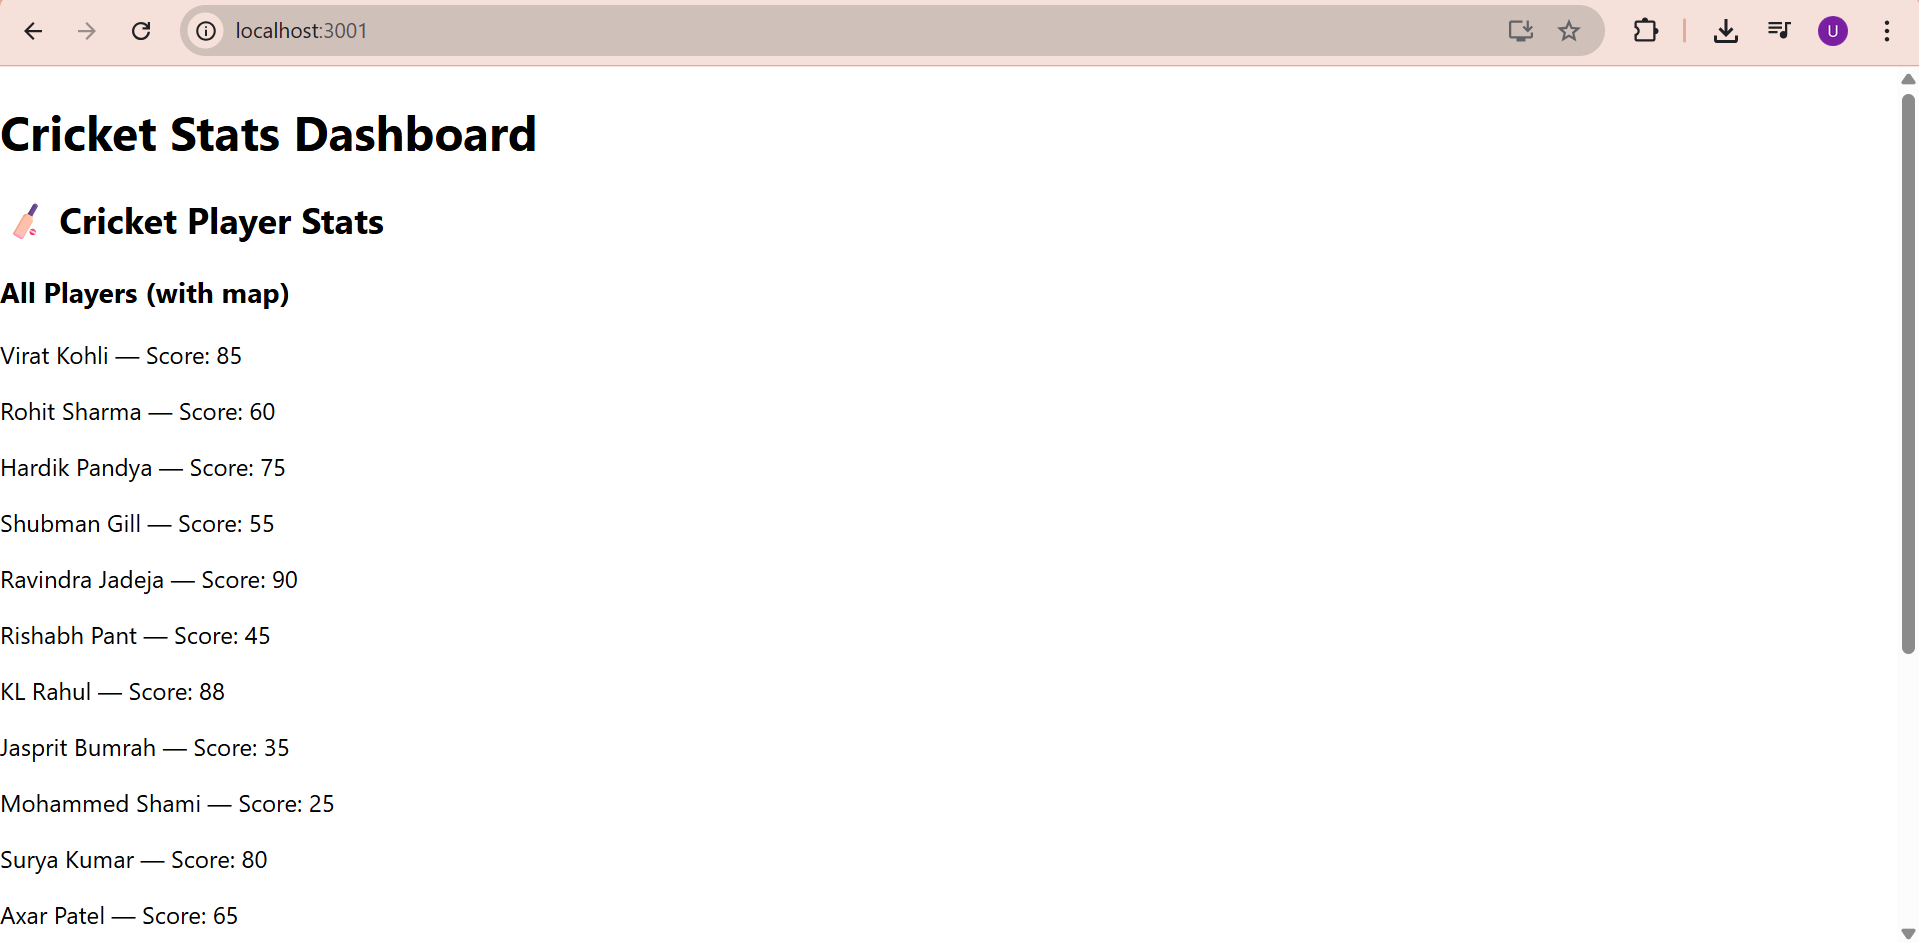 localhost:3001
U
Cricket Stats Dashboard
🏏 Cricket Player Stats
All Players (with map)
Virat Kohli — Score: 85
Rohit Sharma — Score: 60
Hardik Pandya — Score: 75
Shubman Gill — Score: 55
Ravindra Jadeja — Score: 90
Rishabh Pant — Score: 45
KL Rahul — Score: 88
Jasprit Bumrah — Score: 35
Mohammed Shami — Score: 25
Surya Kumar — Score: 80
Axar Patel — Score: 65